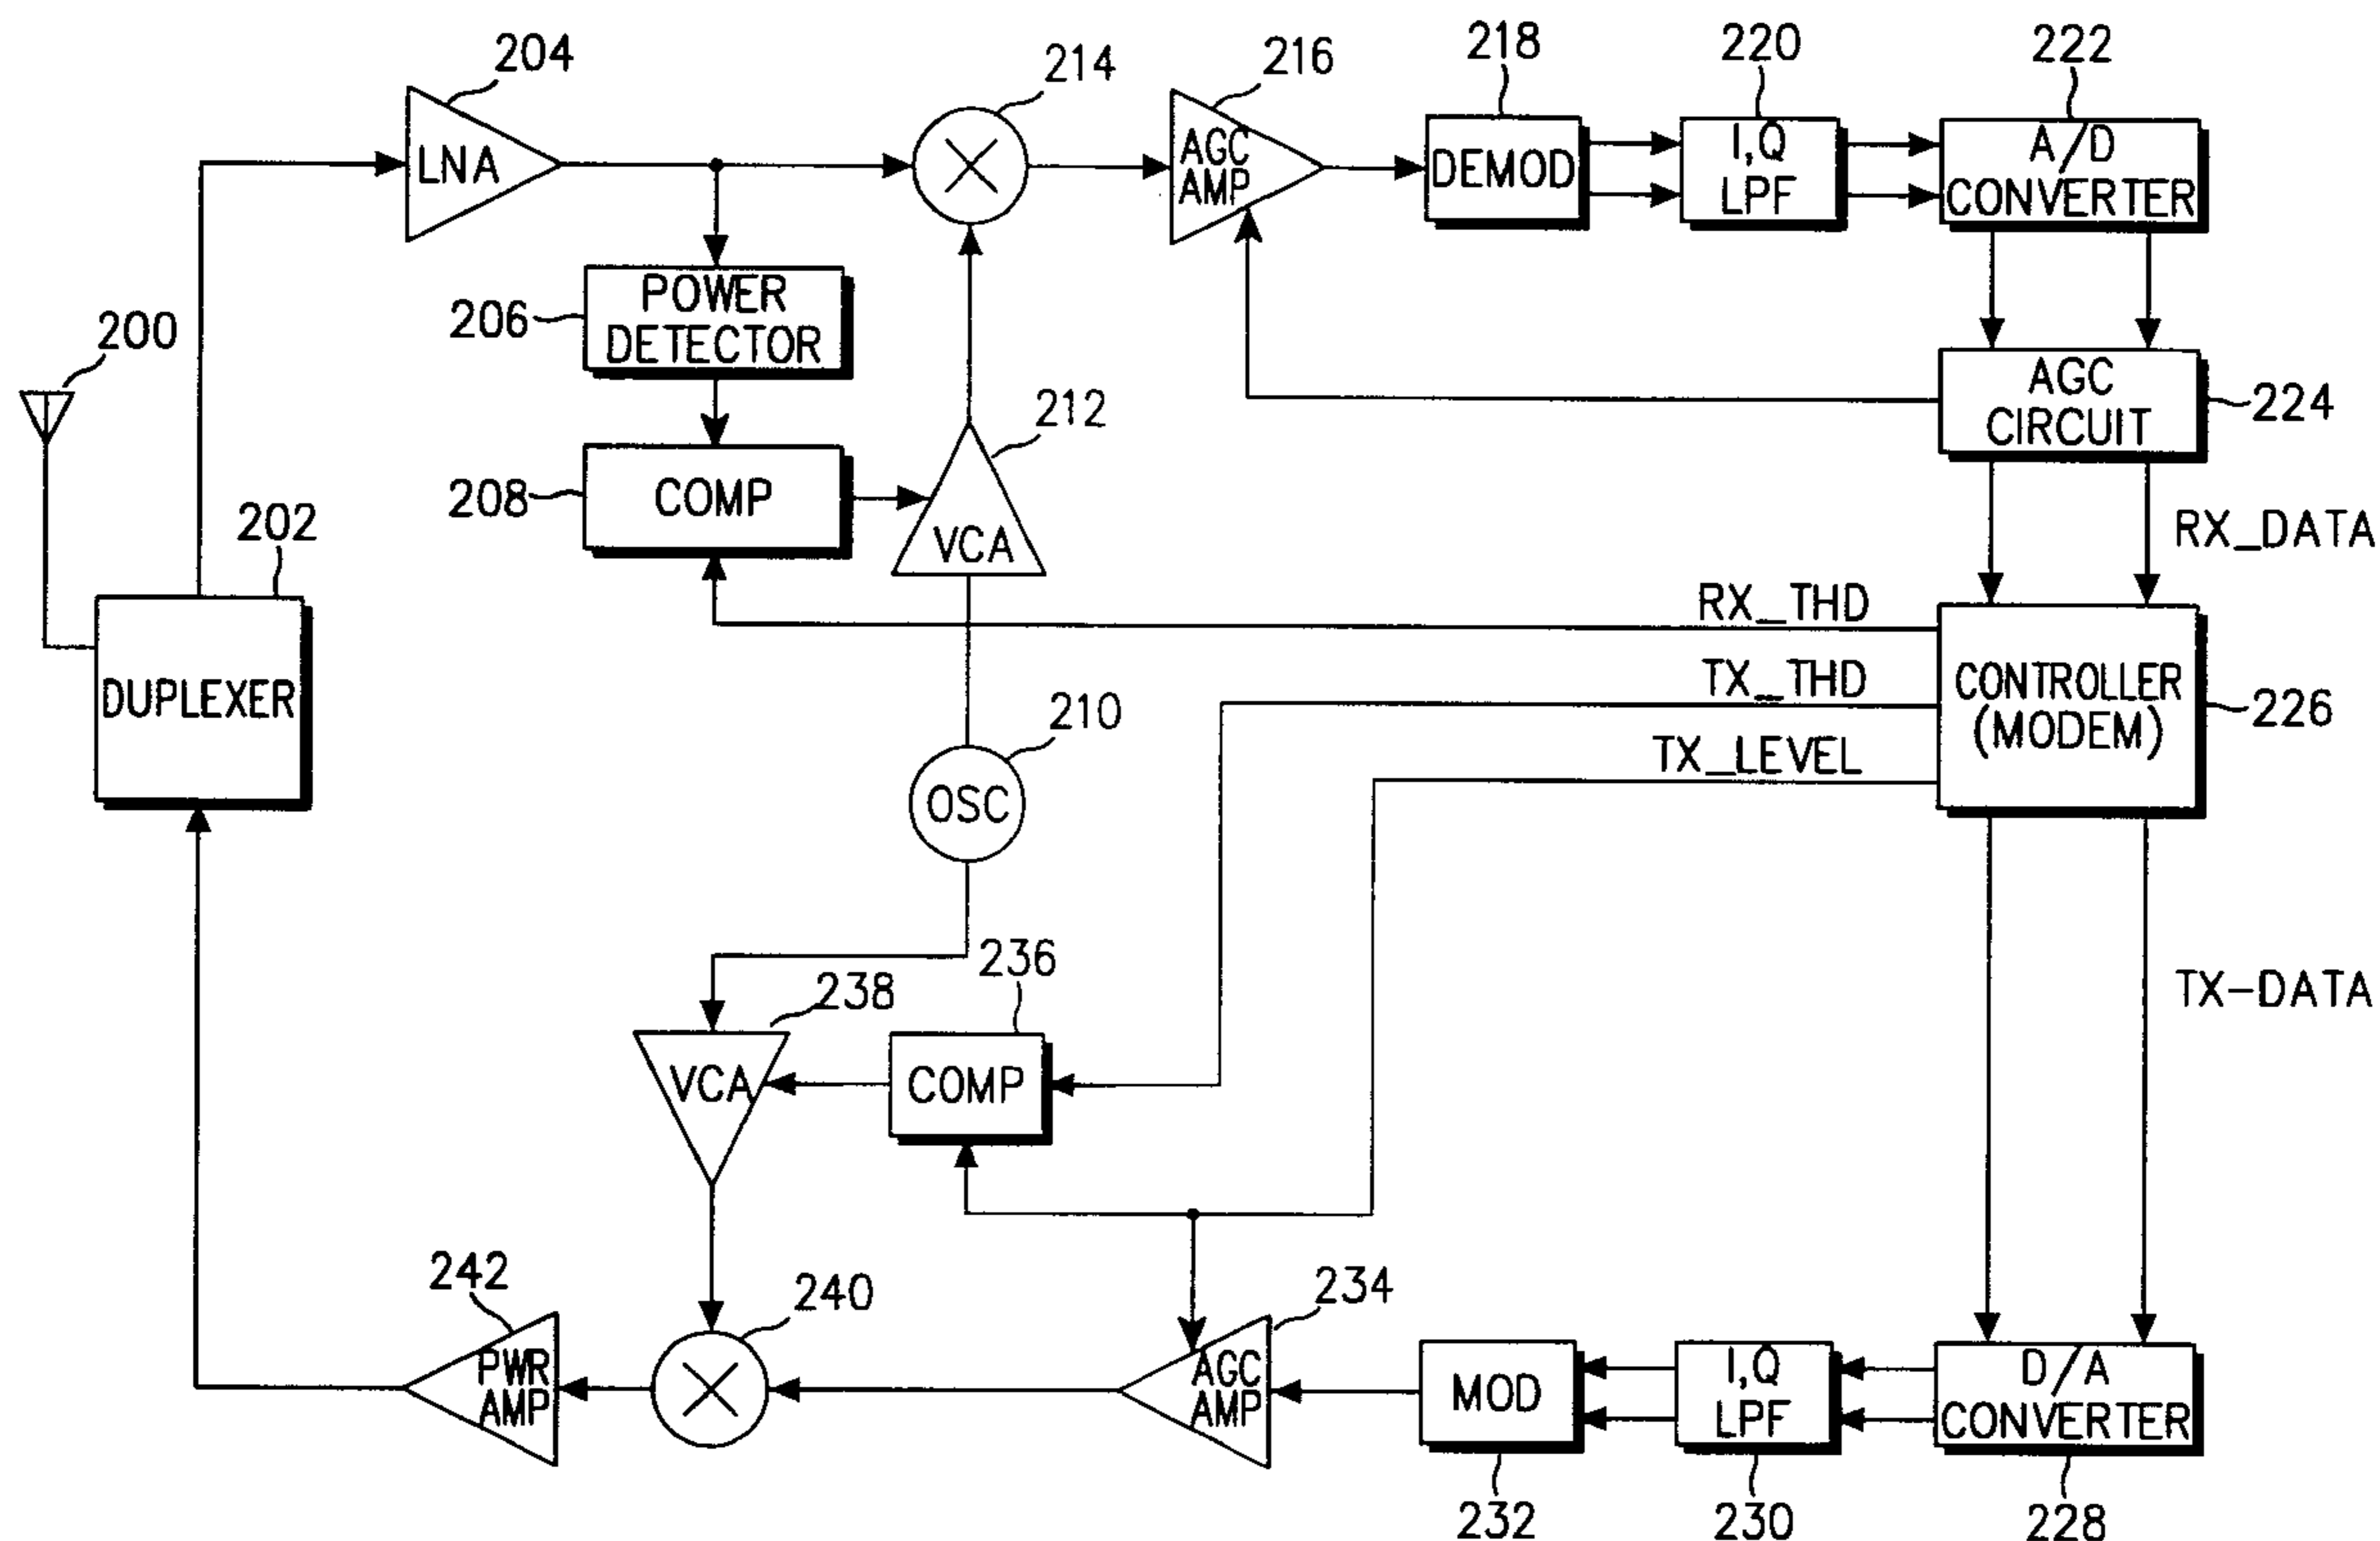 204
214
216
218
220
222
LNA
AGC
AMP
DEMOD
I,Q
LPF
A/D
CONVERTER
206
POWER
DETECTOR
200
212
AGC
CIRCUIT
224
208
COMP
VCA
202
RX_DATA
RX_THD
DUPLEXER
TX_THD
CONTROLLER
(MODEM)
226
210
TX_LEVEL
OSC
236
238
TX-DATA
VCA
COMP
242
240
234
PWR
AMP
AGC
AMP
MOD
I,Q
LPF
D/A
CONVERTER
232
230
228